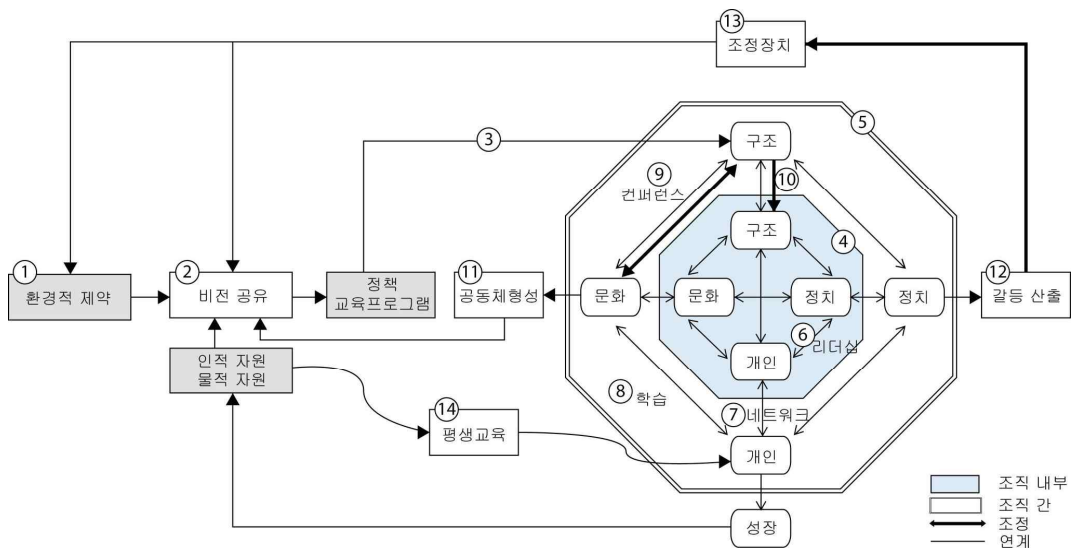 ⑬
조정장치
⑤
③
구조
⑨
컨퍼런스
⑩
구조
④
①
환경적 제약
②
비전 공유
정책
교육프로그램
⑪
공동체형성
문화
문화
정치
정치
⑫
갈등 산출
⑥
리더십
개인
인적 자원
물적 자원
⑧
학습
⑦
네트워크
⑭
평생교육
개인
성장
조직 내부
조직 간
조정
연계